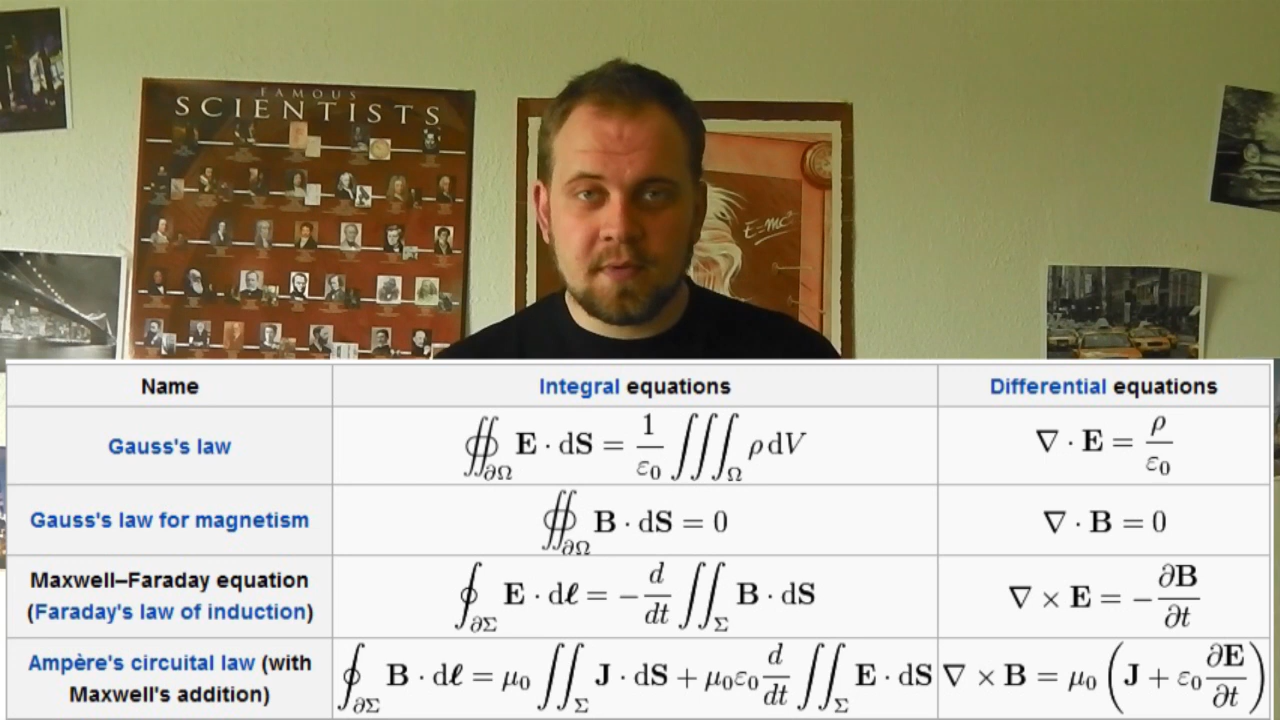 FAMOUS
SCIENTISTS
E=mc²
Name Integral equations Differential equations
Gauss's law ∯∂Ω E · dS = 1/ε₀ ∭Ω ρ dV ∇ · E = ρ/ε₀
Gauss's law for magnetism ∯∂Ω B · dS = 0 ∇ · B = 0
Maxwell–Faraday equation
(Faraday's law of induction) ∮∂Σ E · dℓ = − d/dt ∬Σ B · dS ∇ × E = − ∂B/∂t
Ampère's circuital law (with
Maxwell's addition) ∮∂Σ B · dℓ = μ₀ ∬Σ J · dS + μ₀ε₀ d/dt ∬Σ E · dS ∇ × B = μ₀ (J + ε₀ ∂E/∂t)